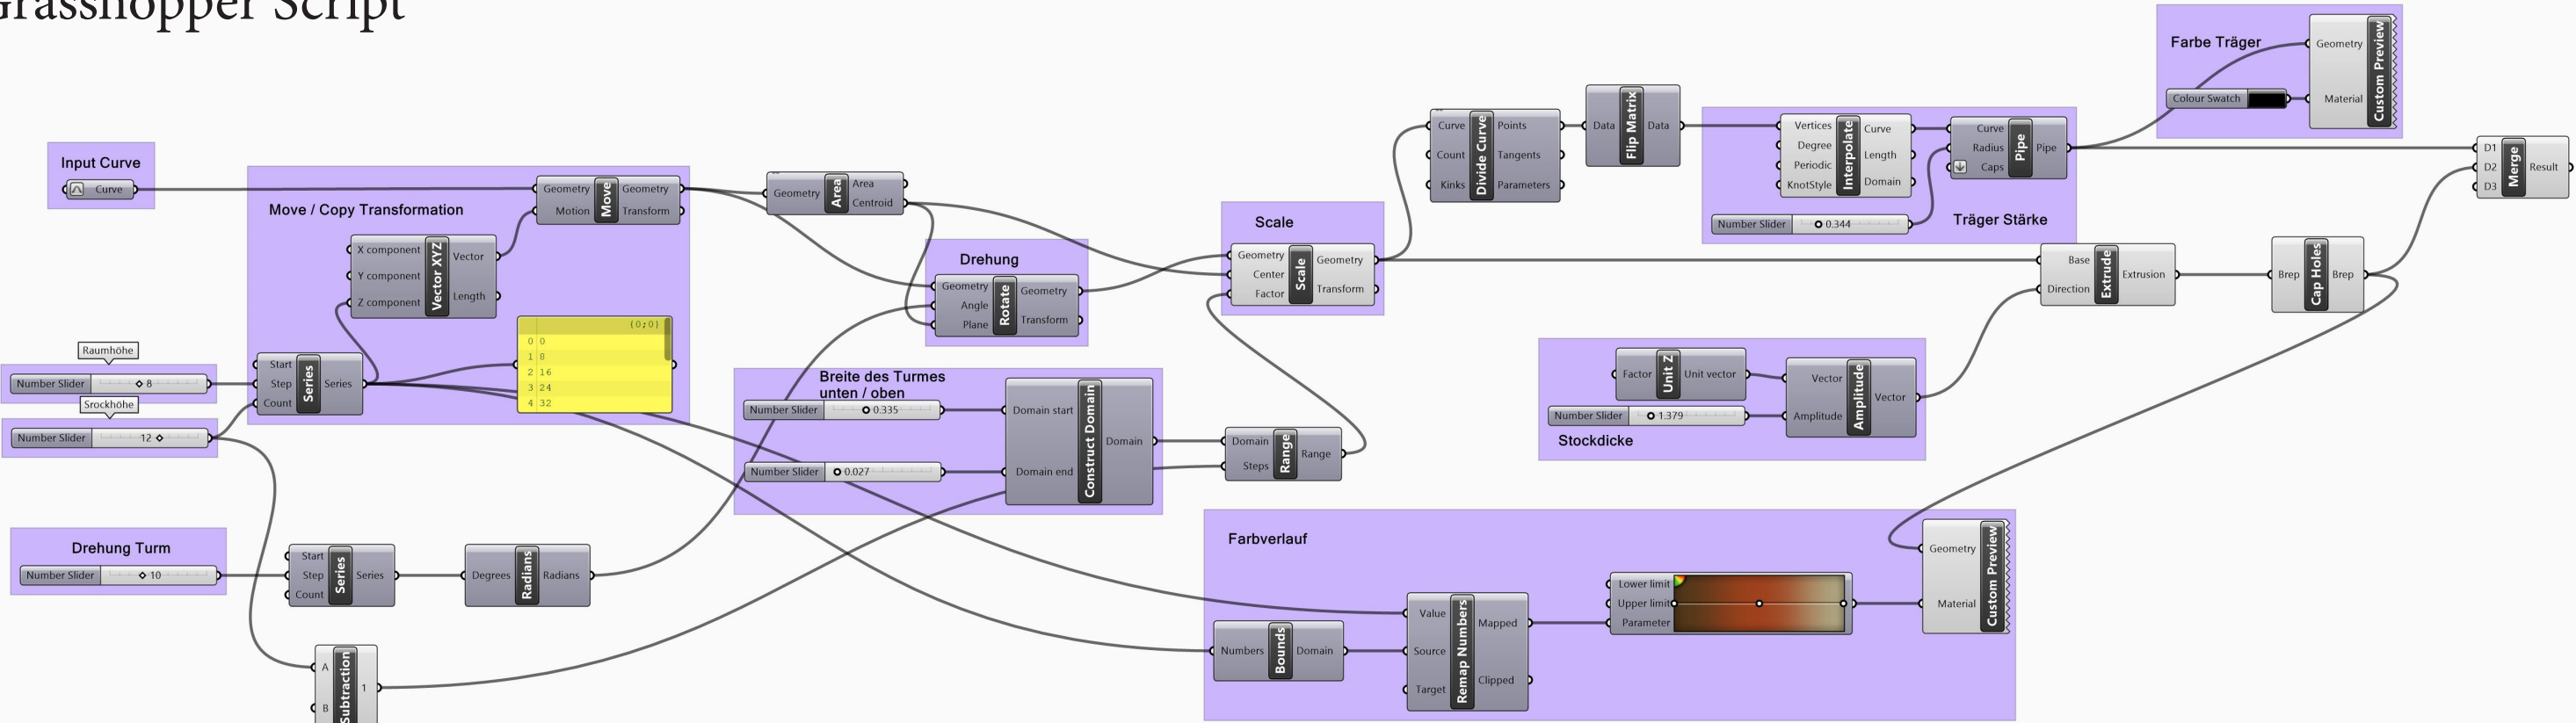 Grasshopper Script
Input Curve
Curve
Move / Copy Transformation
Geometry
Motion
Move
Geometry
Transform
X component
Y component
Z component
Vector XYZ
Vector
Length
{0;0}
0 0
1 8
2 16
3 24
4 32
Raumhöhe
Number Slider
8
Srockhöhe
Number Slider
12
Start
Step
Count
Series
Series
Drehung Turm
Number Slider
10
Start
Step
Count
Series
Series
Degrees
Radians
Radians
A
B
Subtraction
1
Geometry
Area
Area
Centroid
Drehung
Geometry
Angle
Plane
Rotate
Geometry
Transform
Breite des Turmes
unten / oben
Number Slider
0.335
Number Slider
0.027
Domain start
Domain end
Construct Domain
Domain
Domain
Steps
Range
Range
Scale
Geometry
Center
Factor
Scale
Geometry
Transform
Curve
Count
Kinks
Divide Curve
Points
Tangents
Parameters
Data
Flip Matrix
Data
Vertices
Degree
Periodic
KnotStyle
Interpolate
Curve
Length
Domain
Number Slider
0.344
Träger Stärke
Curve
Radius
Caps
Pipe
Pipe
Farbe Träger
Colour Swatch
Geometry
Material
Custom Preview
D1
D2
D3
Merge
Result
Base
Direction
Extrude
Extrusion
Brep
Cap Holes
Brep
Factor
Unit Z
Unit vector
Number Slider
1.379
Stockdicke
Vector
Amplitude
Amplitude
Vector
Farbverlauf
Numbers
Bounds
Domain
Value
Source
Target
Remap Numbers
Mapped
Clipped
Lower limit
Upper limit
Parameter
Geometry
Material
Custom Preview